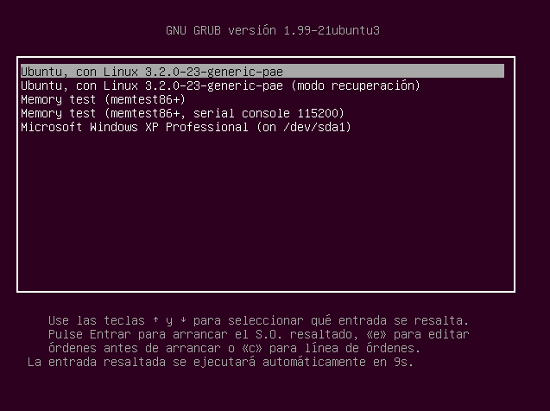 GNU GRUB versión 1.99-21ubuntu3
Ubuntu, con Linux 3.2.0-23-generic-pae
Ubuntu, con Linux 3.2.0-23-generic-pae (modo recuperación)
Memory test (memtest86+)
Memory test (memtest86+, serial console 115200)
Microsoft Windows XP Professional (on /dev/sda1)
Use las teclas ↑ y ↓ para seleccionar qué entrada se resalta.
Pulse Entrar para arrancar el S.O. resaltado, «e» para editar
órdenes antes de arrancar o «c» para línea de órdenes.
La entrada resaltada se ejecutará automáticamente en 9s.